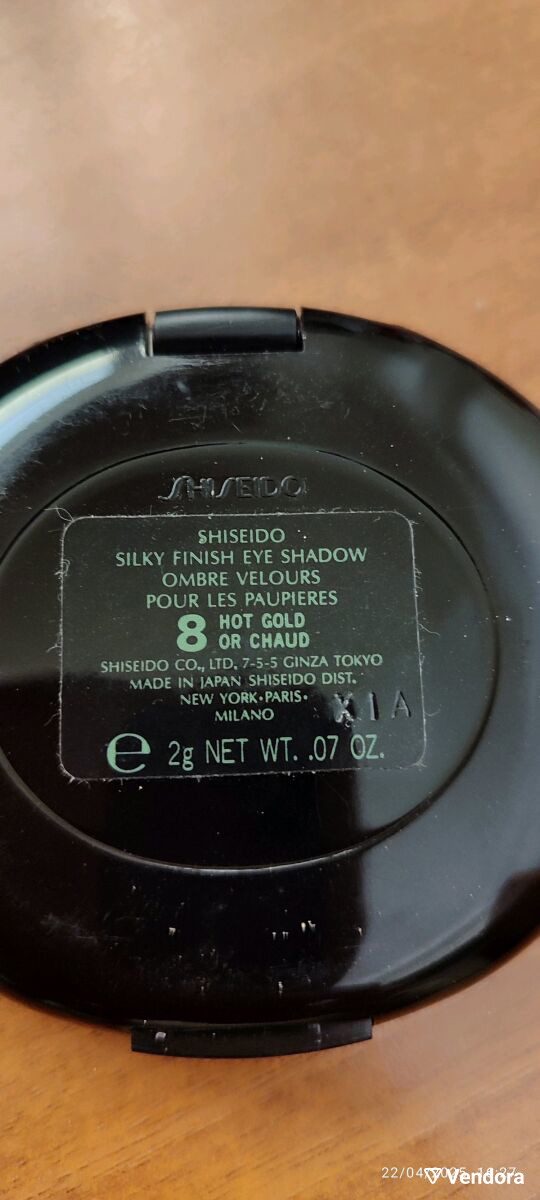 SHISEIDO
SHISEIDO
SILKY FINISH EYE SHADOW
OMBRE VELOURS
POUR LES PAUPIERES
8 HOT GOLD
OR CHAUD
SHISEIDO CO., LTD. 7-5-5 GINZA TOKYO
MADE IN JAPAN SHISEIDO DIST.
NEW YORK•PARIS•
MILANO
X1A
e 2g NET WT. .07 OZ.
Vendora